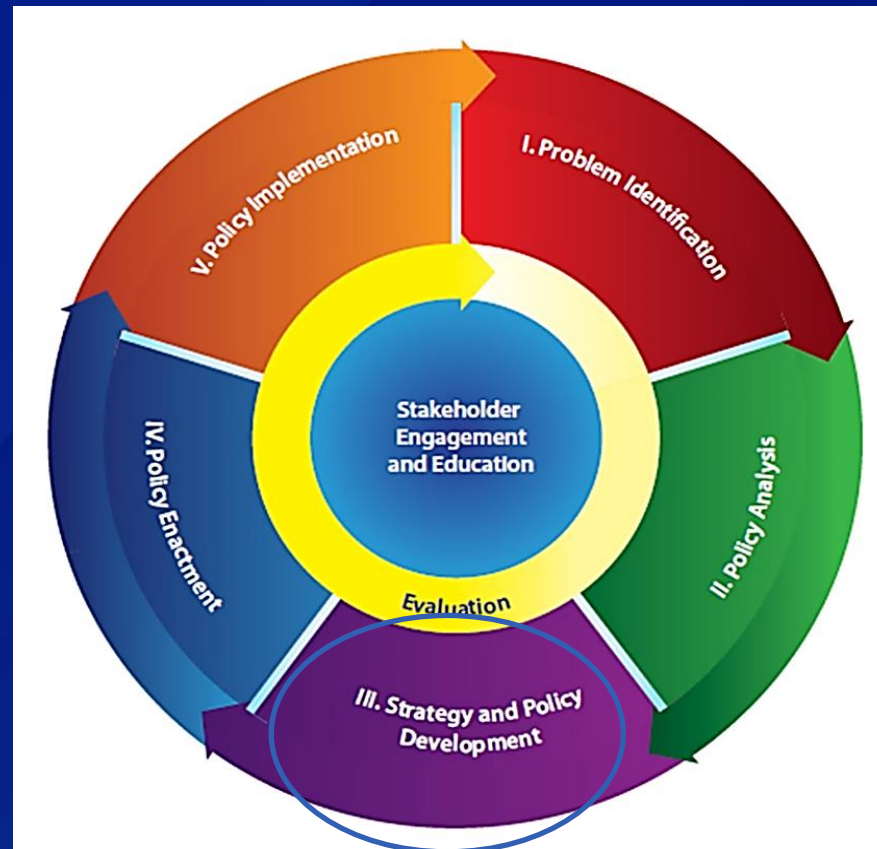 I. Problem Identification
II. Policy Analysis
III. Strategy and Policy
Development
IV. Policy Enactment
V. Policy Implementation
Evaluation
Stakeholder
Engagement
and Education